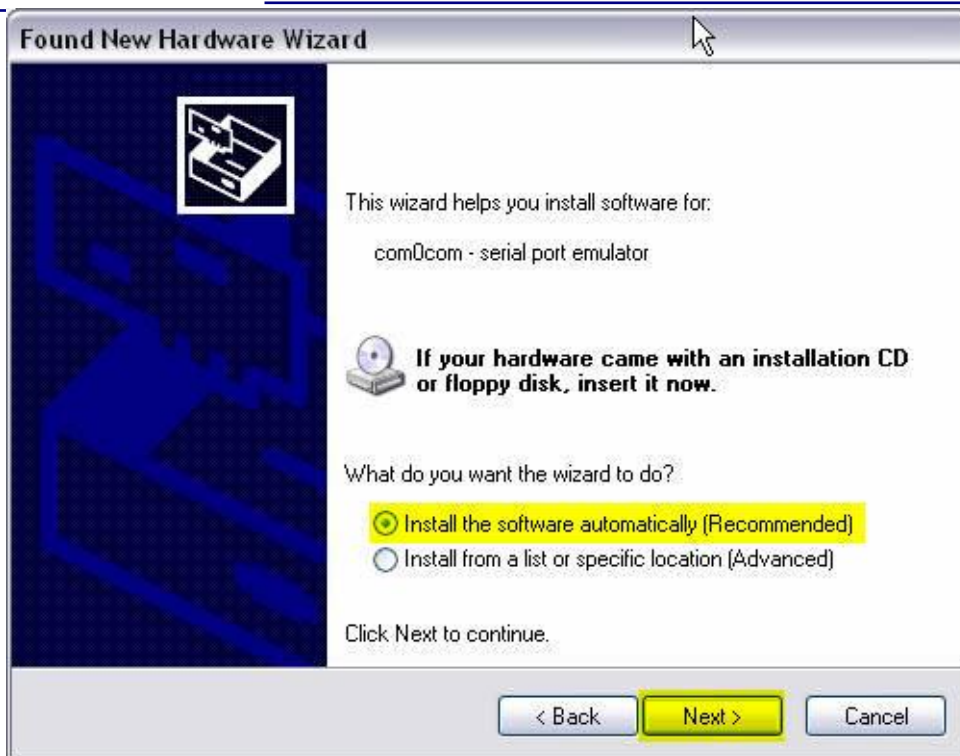 Found New Hardware Wizard
This wizard helps you install software for:
com0com - serial port emulator
If your hardware came with an installation CD
or floppy disk, insert it now.
What do you want the wizard to do?
Install the software automatically (Recommended)
Install from a list or specific location (Advanced)
Click Next to continue.
< Back Next > Cancel